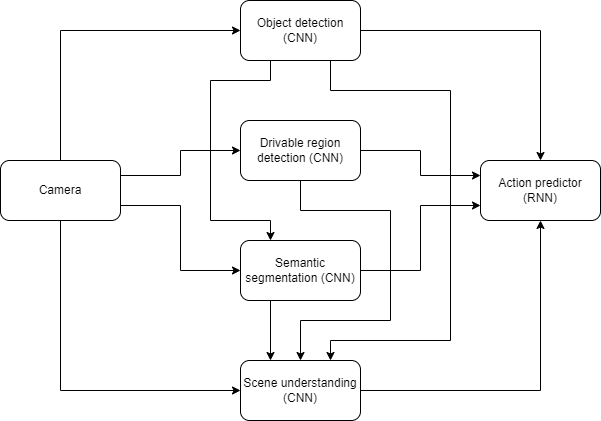 Object detection
(CNN)
Drivable region
detection (CNN)
Camera
Action predictor
(RNN)
Semantic
segmentation (CNN)
Scene understanding
(CNN)